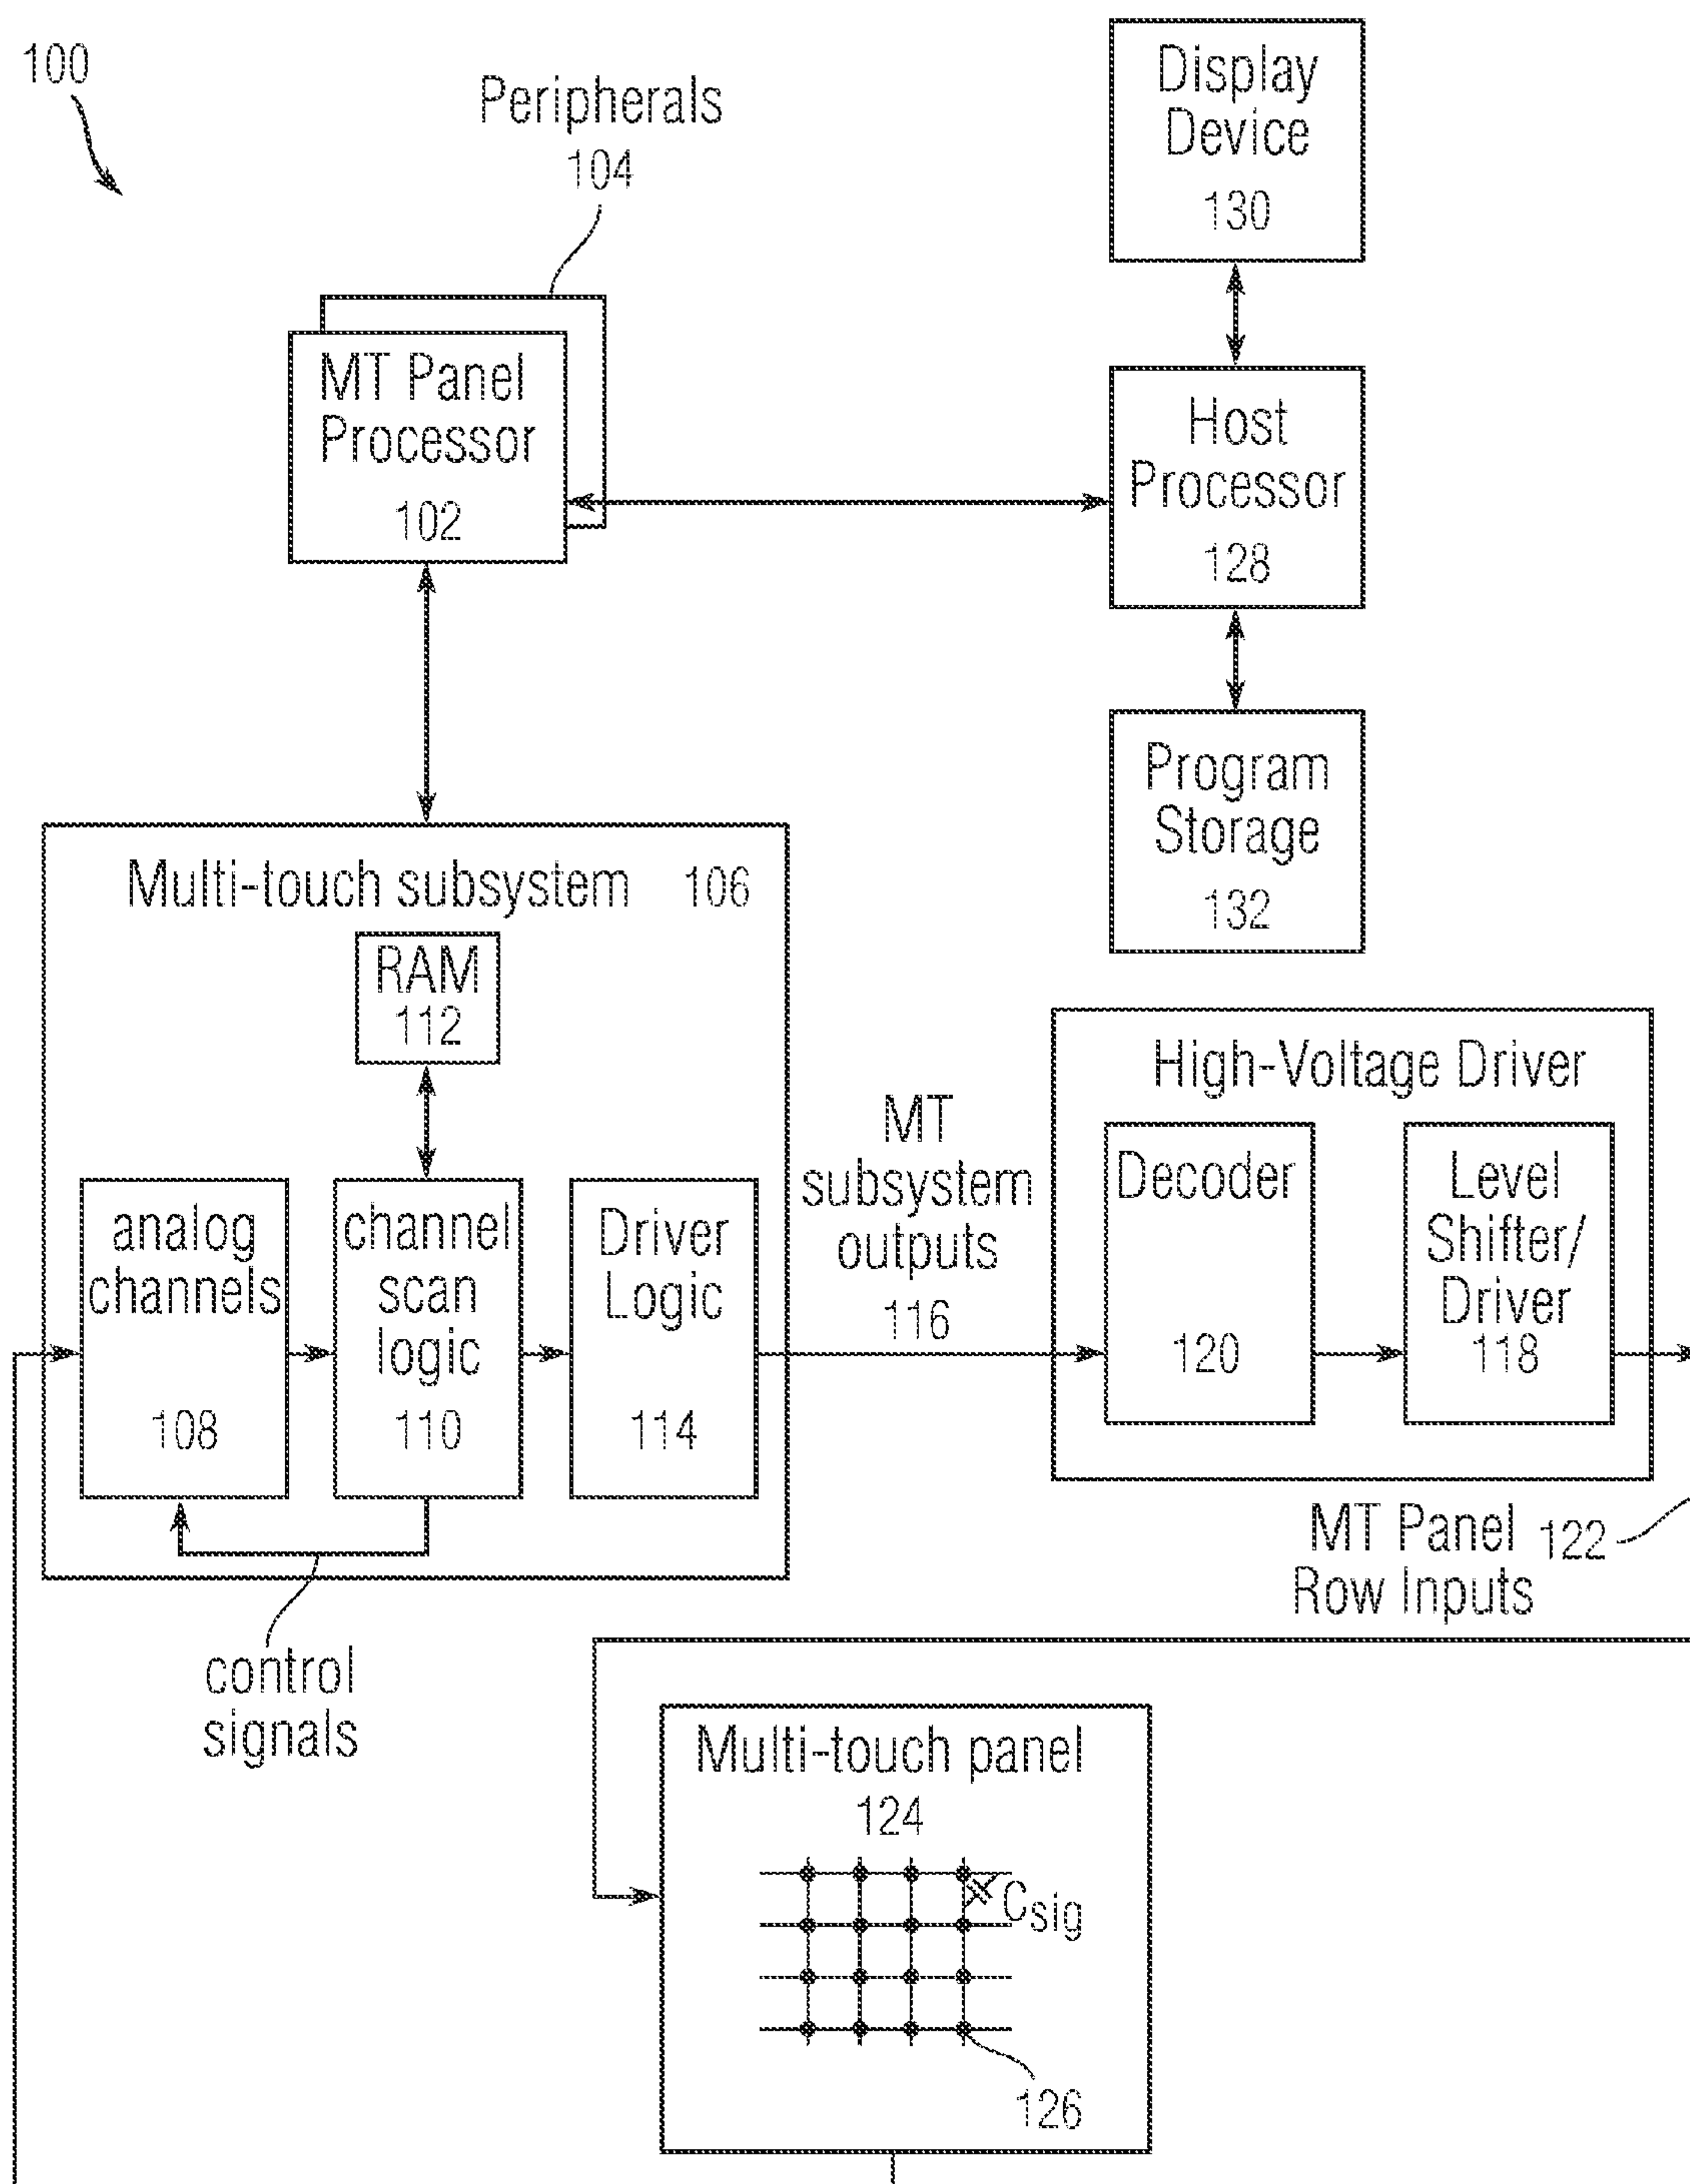 100
Peripherals
104
Display
Device
130
MT Panel
Processor
102
Host
Processor
128
Program
Storage
132
Multi-touch subsystem 106
RAM
112
analog
channels
108
channel
scan
logic
110
Driver
Logic
114
MT
subsystem
outputs
116
High-Voltage Driver
Decoder
120
Level
Shifter/
Driver
118
MT Panel 122
Row Inputs
control
signals
Multi-touch panel
124
Csig
126